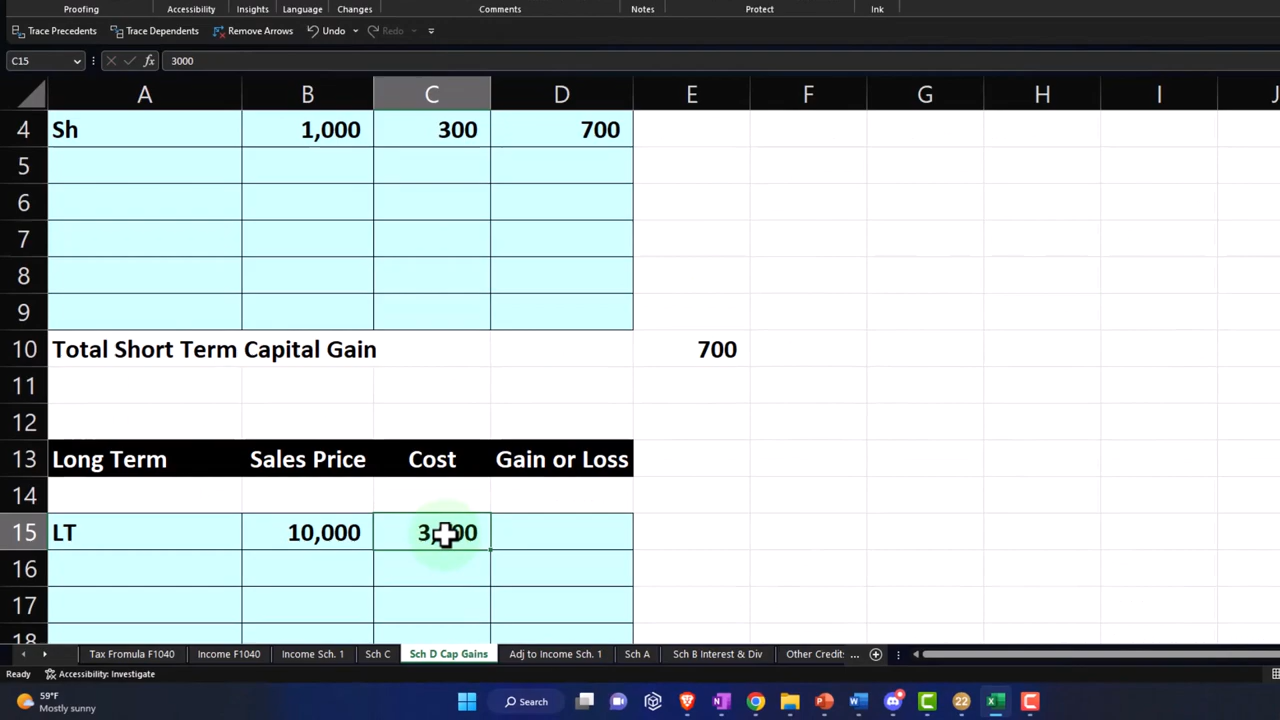 Proofing Accessibility Insights Language Changes Comments Notes Protect Ink
Trace Precedents Trace Dependents Remove Arrows Undo Redo
C15 fx 3000
A B C D E F G H I J
4 Sh 1,000 300 700
5
6
7
8
9
10 Total Short Term Capital Gain 700
11
12
13 Long Term Sales Price Cost Gain or Loss
14
15 LT 10,000
16
17
18
Tax Formula F1040 Income F1040 Income Sch. 1 Sch C Sch D Cap Gains Adj to Income Sch. 1 Sch A Sch B Interest & Div Other Credits ...
Ready Accessibility: Investigate
59°F
Mostly sunny
Search
22